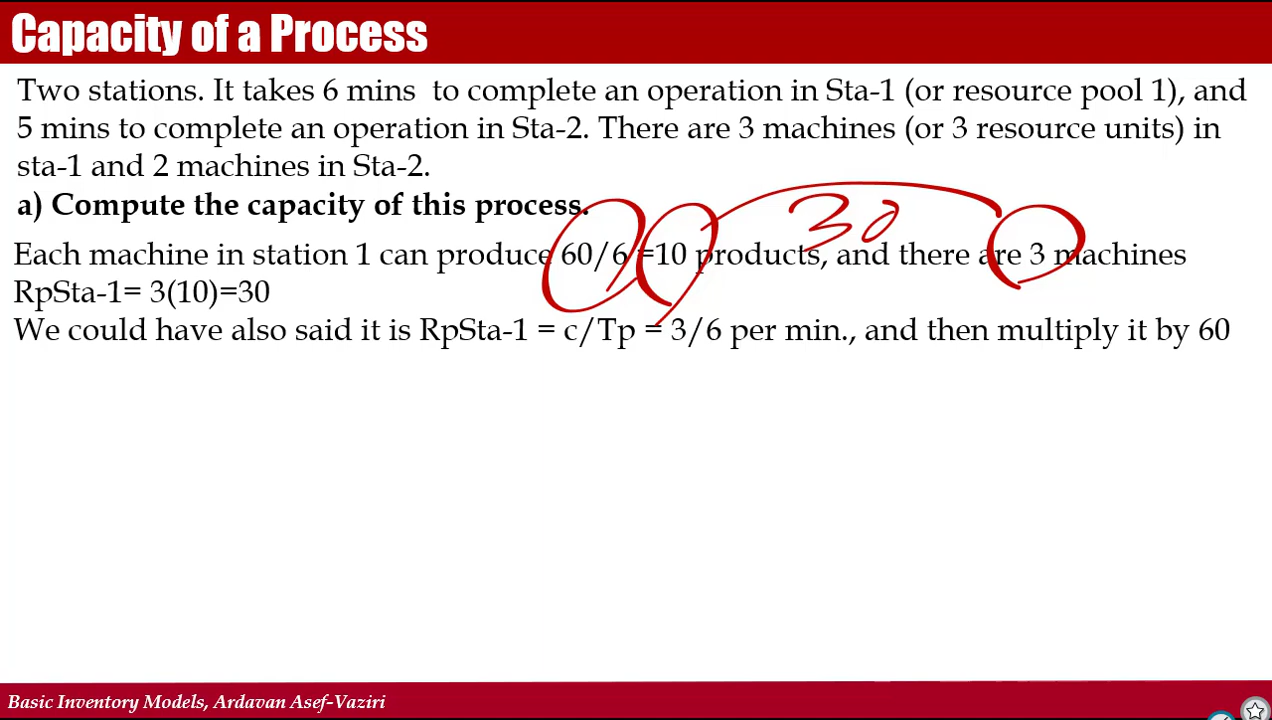 Capacity of a Process
Two stations. It takes 6 mins to complete an operation in Sta-1 (or resource pool 1), and
5 mins to complete an operation in Sta-2. There are 3 machines (or 3 resource units) in
sta-1 and 2 machines in Sta-2.
a) Compute the capacity of this process.
30
Each machine in station 1 can produce 60/6 =10 products, and there are 3 machines
RpSta-1= 3(10)=30
We could have also said it is RpSta-1 = c/Tp = 3/6 per min., and then multiply it by 60
Basic Inventory Models, Ardavan Asef-Vaziri